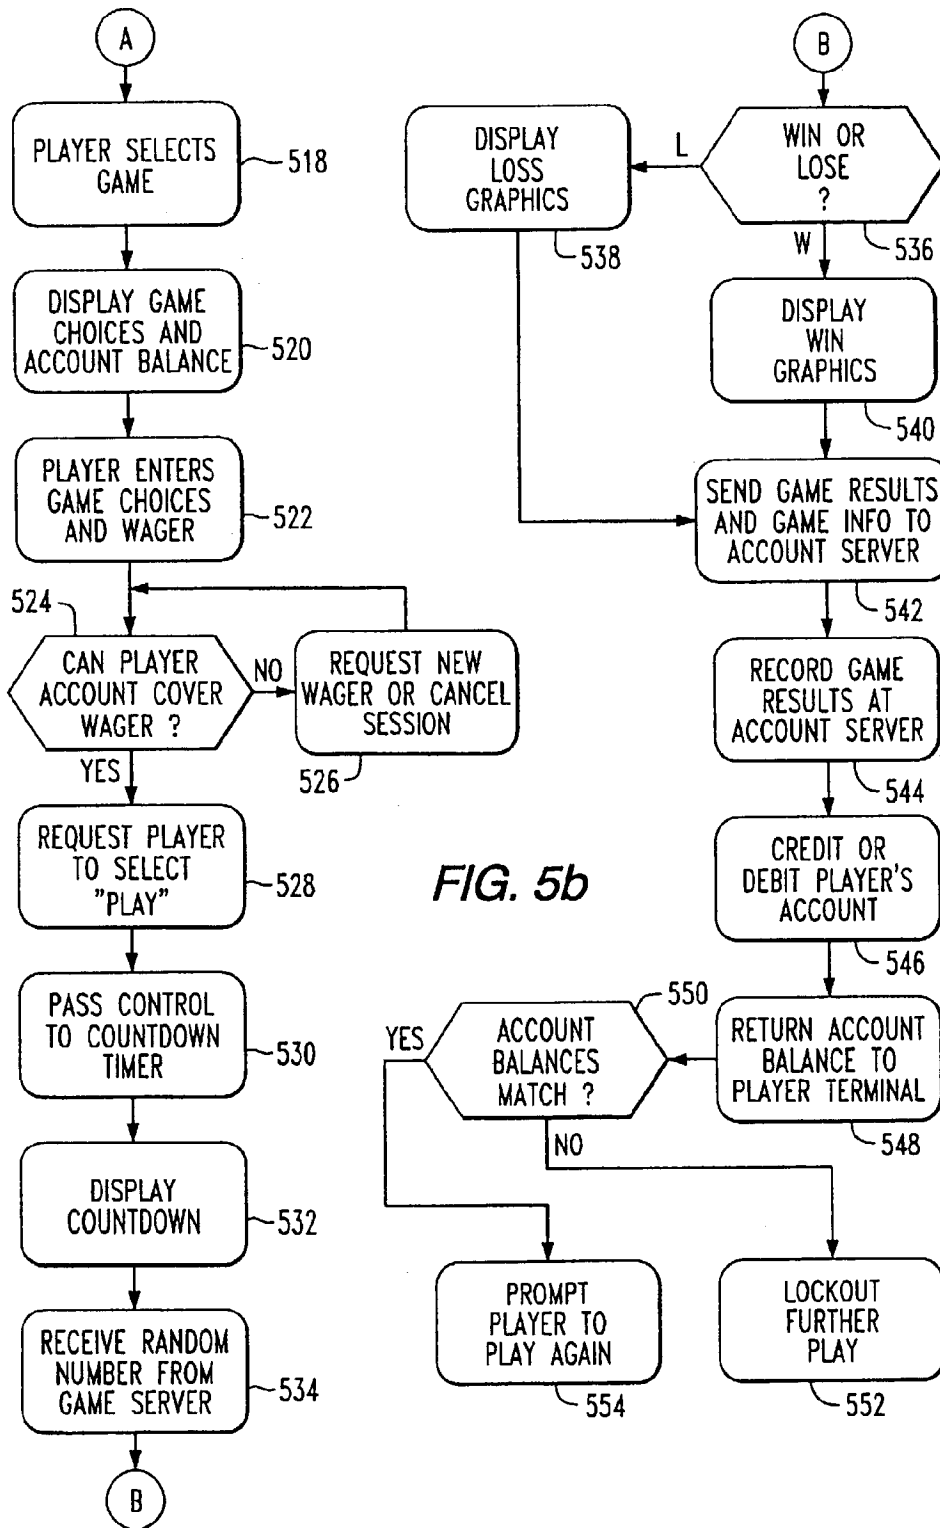 A
PLAYER SELECTS
GAME
518
DISPLAY GAME
CHOICES AND
ACCOUNT BALANCE
520
PLAYER ENTERS
GAME CHOICES
AND WAGER
522
524
CAN PLAYER
ACCOUNT COVER
WAGER ?
NO
REQUEST NEW
WAGER OR CANCEL
SESSION
526
YES
REQUEST PLAYER
TO SELECT
"PLAY"
528
PASS CONTROL
TO COUNTDOWN
TIMER
530
DISPLAY
COUNTDOWN
532
RECEIVE RANDOM
NUMBER FROM
GAME SERVER
534
B
B
WIN OR
LOSE
?
536
L
DISPLAY
LOSS
GRAPHICS
538
W
DISPLAY
WIN
GRAPHICS
540
SEND GAME RESULTS
AND GAME INFO TO
ACCOUNT SERVER
542
RECORD GAME
RESULTS AT
ACCOUNT SERVER
544
CREDIT OR
DEBIT PLAYER'S
ACCOUNT
546
RETURN ACCOUNT
BALANCE TO
PLAYER TERMINAL
548
550
ACCOUNT
BALANCES
MATCH ?
YES
NO
PROMPT
PLAYER TO
PLAY AGAIN
554
LOCKOUT
FURTHER
PLAY
552
FIG. 5b